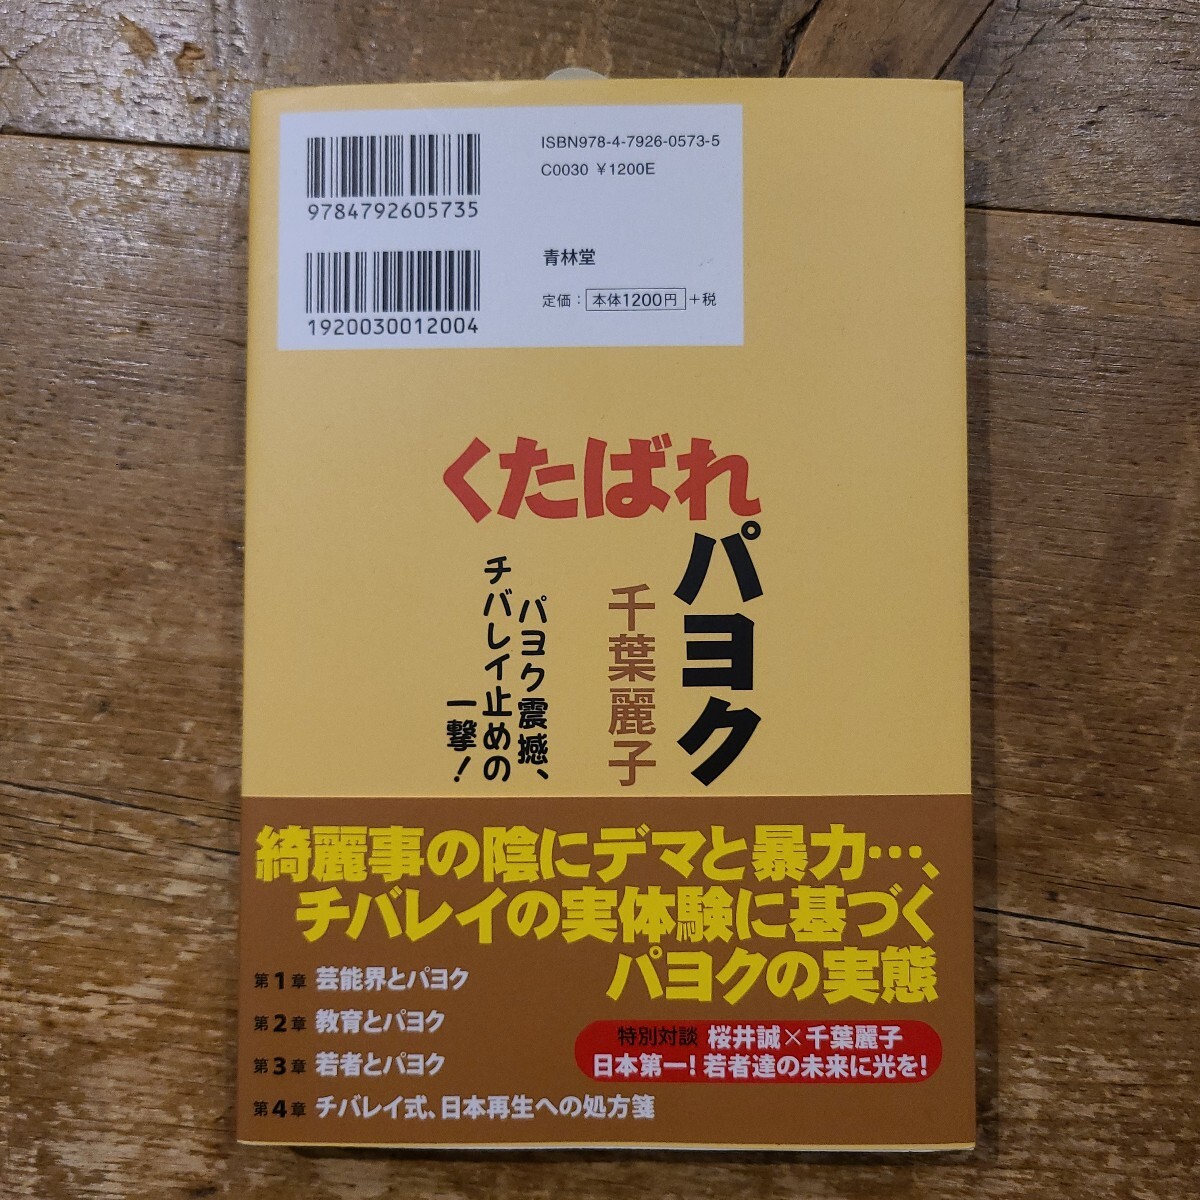 ISBN978-4-7926-0573-5
C0030 ¥1200E
9784792605735
青林堂
定価：本体1200円＋税
1920030012004
くたばれ
パヨク
千葉麗子
パヨク震撼、
チバレイ止めの
一撃！
綺麗事の陰にデマと暴力…、
チバレイの実体験に基づく
パヨクの実態
第1章 芸能界とパヨク
第2章 教育とパヨク
第3章 若者とパヨク
第4章 チバレイ式、日本再生への処方箋
特別対談 桜井誠×千葉麗子
日本第一！若者達の未来に光を！